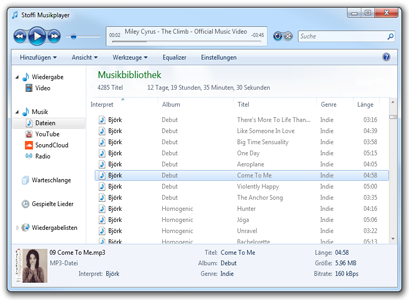 Stoffi Musikplayer
Miley Cyrus - The Climb - Official Music Video
00:02 -03:45
Suche
Hinzufügen Ansicht Werkzeuge Equalizer Einstellungen
Wiedergabe
Video
Musik
Dateien
YouTube
SoundCloud
Radio
Warteschlange
Gespielte Lieder
Wiedergabelisten
Musikbibliothek
4285 Titel 12 Tage, 19 Stunden, 35 Minuten, 30 Sekunden
Interpret Album Titel Genre Länge
Björk Debut There's More To Life Than... Indie 03:16
Björk Debut Like Someone In Love Indie 04:39
Björk Debut Big Time Sensuality Indie 04:39
Björk Debut One Day Indie 05:15
Björk Debut Aeroplane Indie 04:05
Björk Debut Come To Me Indie 04:58
Björk Debut Violently Happy Indie 05:00
Björk Debut The Anchor Song Indie 03:35
Björk Homogenic Hunter Indie 04:16
Björk Homogenic Jóga Indie 05:06
Björk Homogenic Unravel Indie 03:22
Björk Homogenic Bachelorette Indie 05:13
09 Come To Me.mp3 Titel: Come To Me Länge: 04:58
MP3-Datei Album: Debut Größe: 5,96 MB
Interpret: Björk Genre: Indie Bitrate: 160 kBps